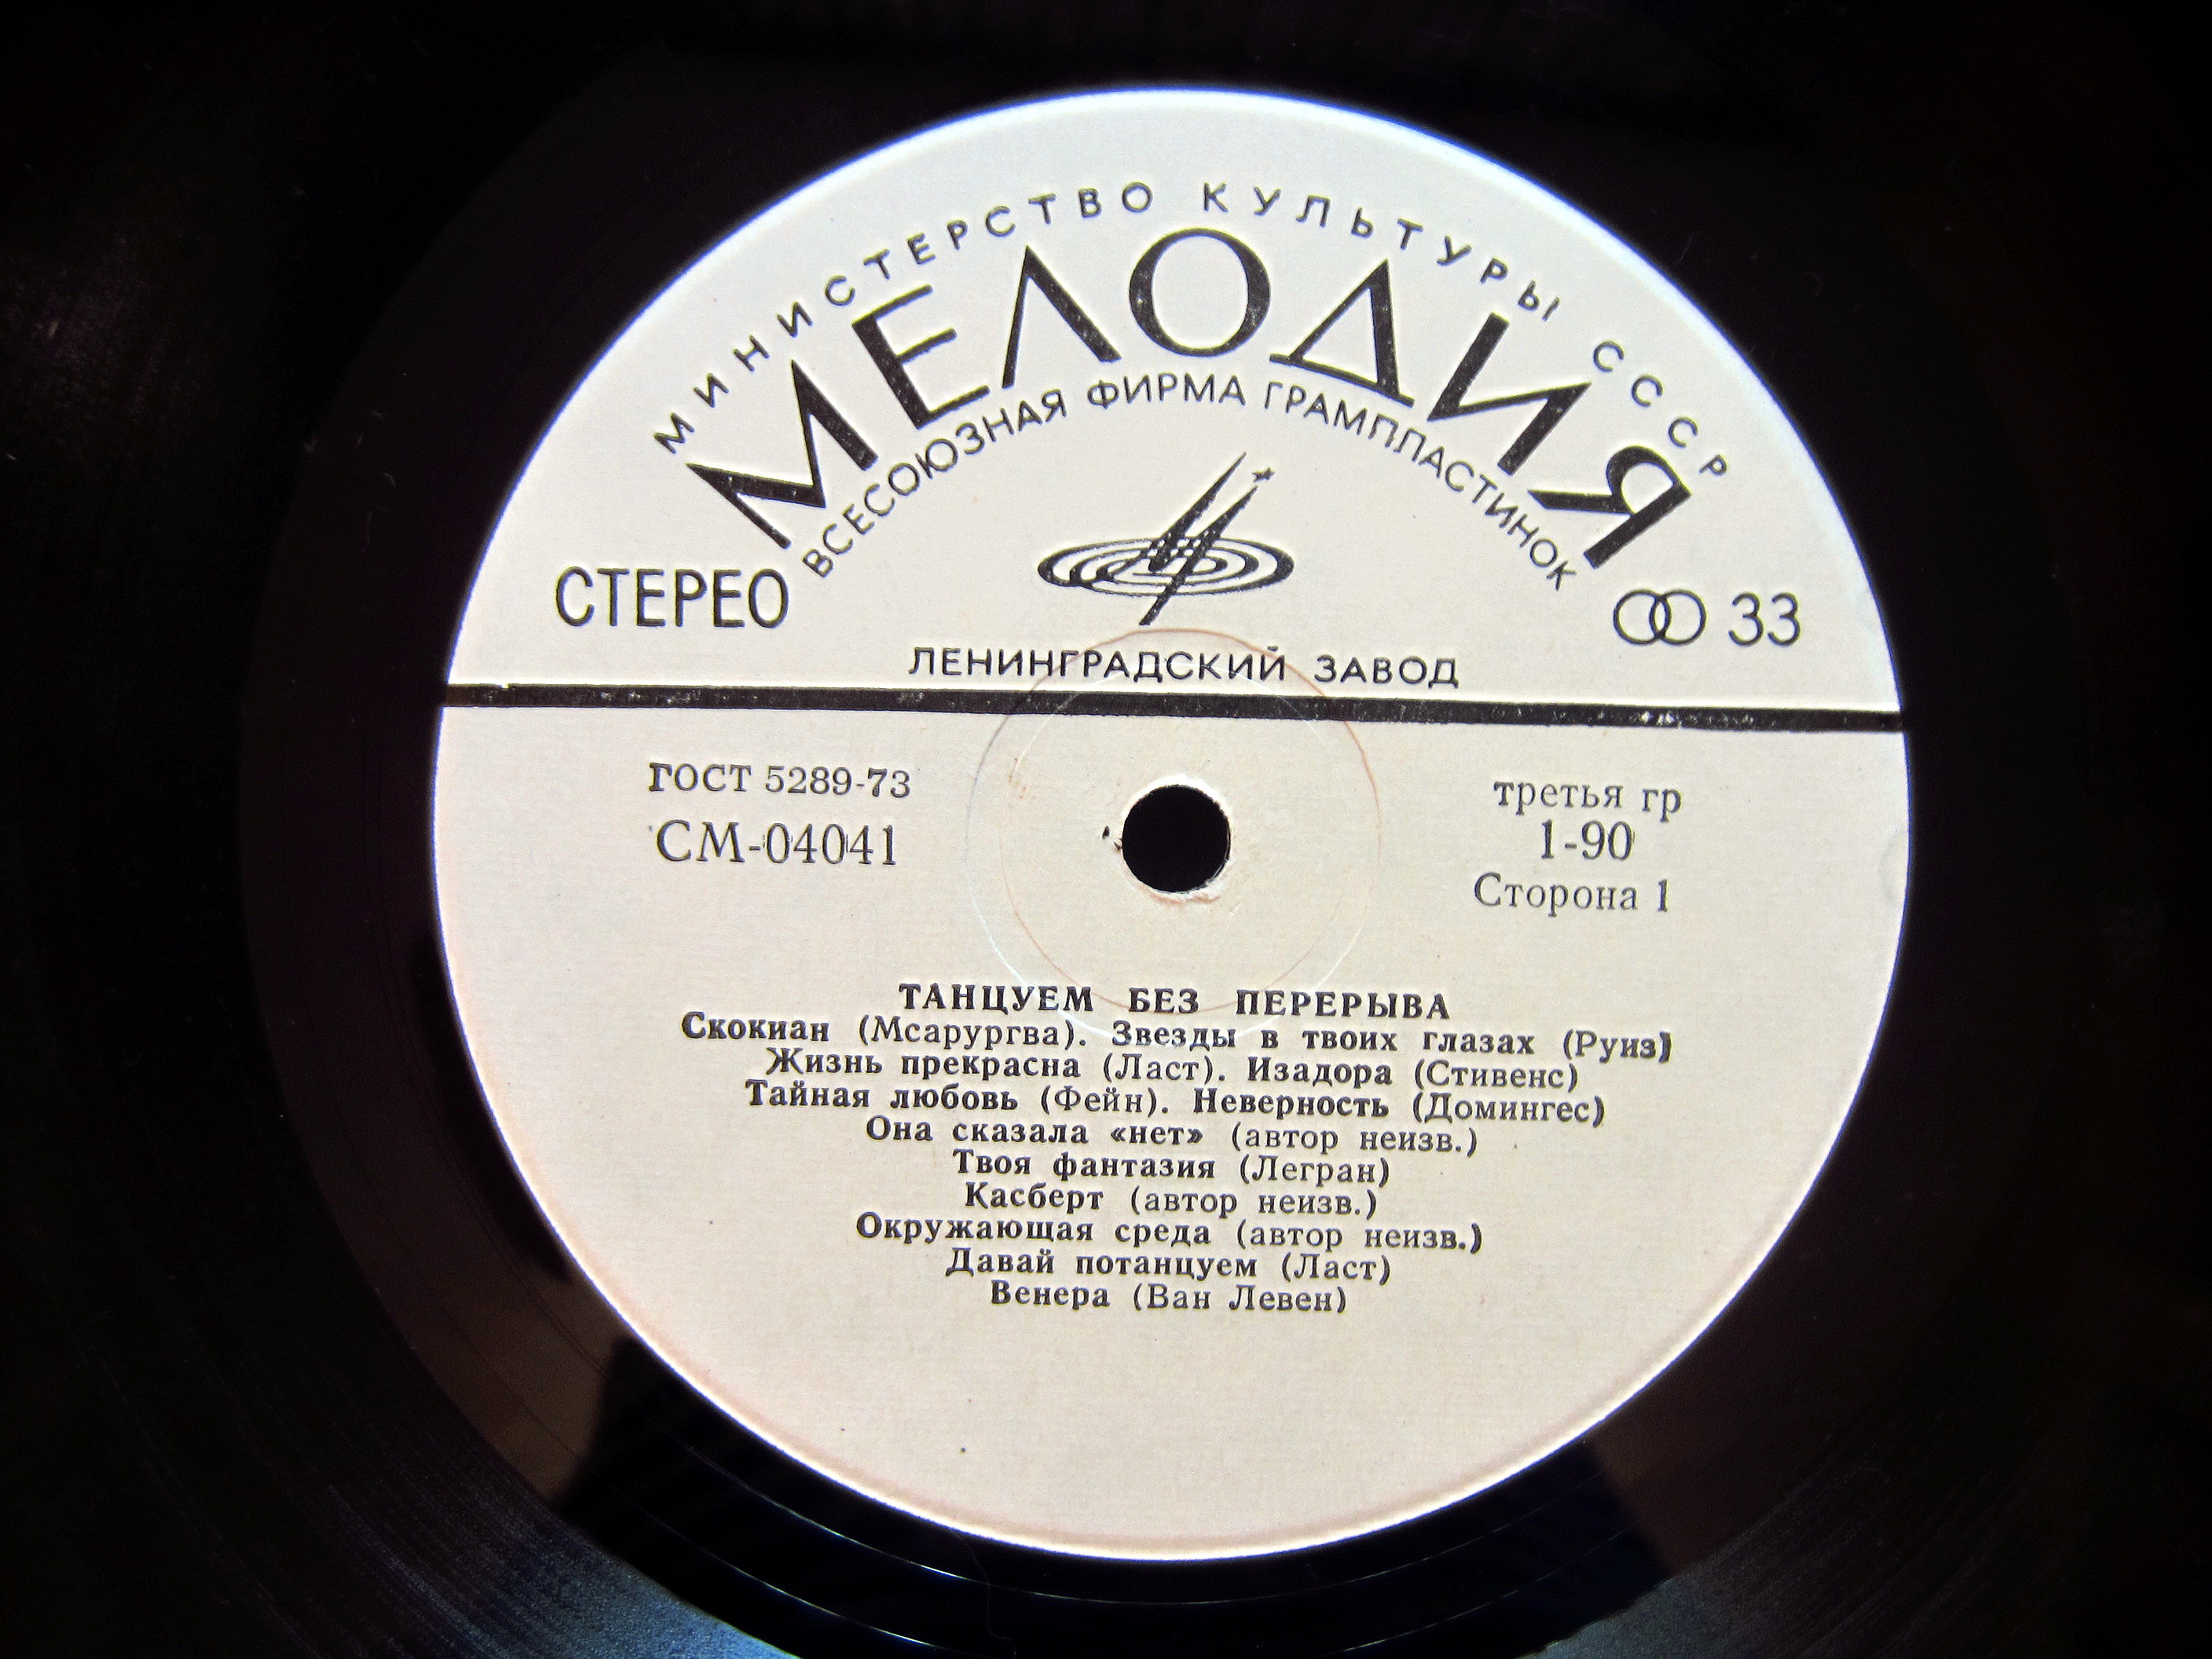 МИНИСТЕРСТВО КУЛЬТУРЫ СССР
МЕЛОДИЯ
ВСЕСОЮЗНАЯ ФИРМА ГРАМПЛАСТИНОК
СТЕРЕО
33
ЛЕНИНГРАДСКИЙ ЗАВОД
ГОСТ 5289-73
СМ-04041
третья гр
1-90
Сторона 1
ТАНЦУЕМ БЕЗ ПЕРЕРЫВА
Скокиан (Мсарургва). Звезды в твоих глазах (Руиз)
Жизнь прекрасна (Ласт). Изадора (Стивенс)
Тайная любовь (Фейн). Неверность (Домингес)
Она сказала «нет» (автор неизв.)
Твоя фантазия (Легран)
Касберт (автор неизв.)
Окружающая среда (автор неизв.)
Давай потанцуем (Ласт)
Венера (Ван Левен)